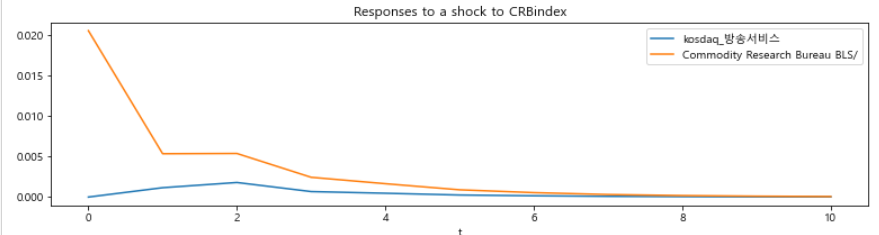 Responses to a shock to CRBindex
kosdaq_방송서비스
Commodity Research Bureau BLS/
0.020
0.015
0.010
0.005
0.000
0 2 4 6 8 10
t